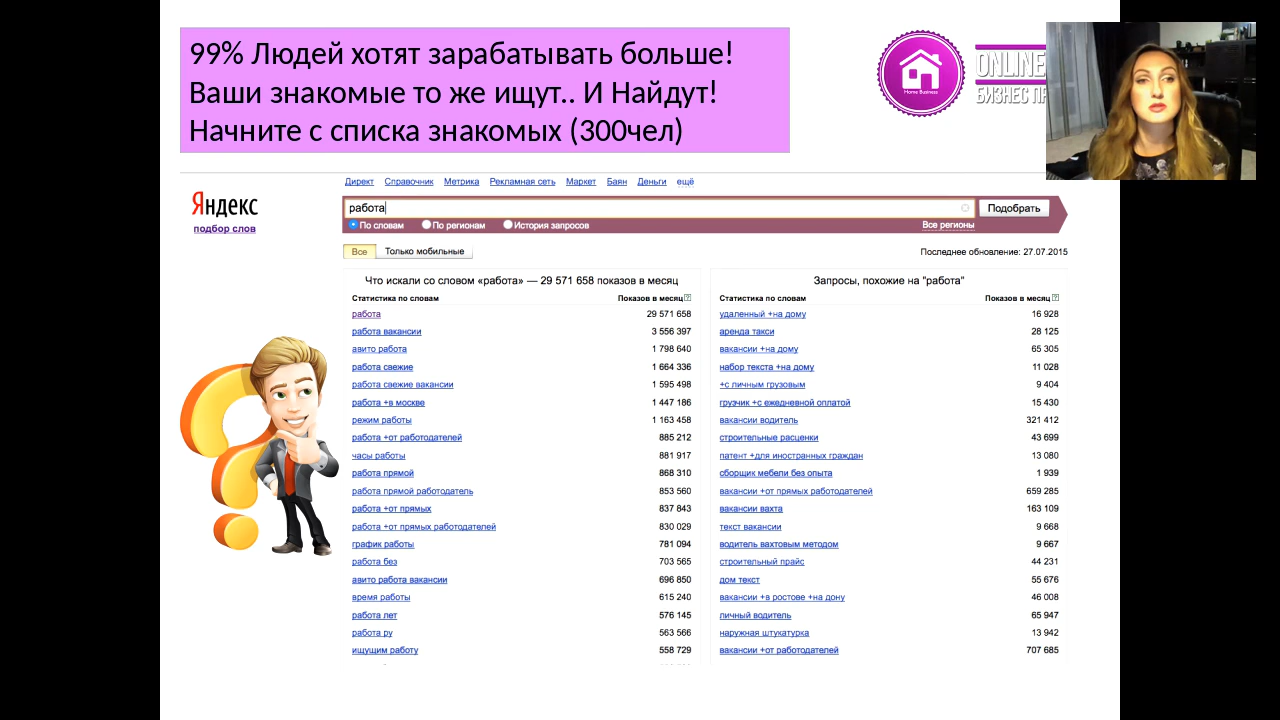 99% Людей хотят зарабатывать больше!
Ваши знакомые то же ищут.. И Найдут!
Начните с списка знакомых (300чел)
Home Business
ONLINE
БИЗНЕС
Директ Справочник Метрика Рекламная сеть Маркет Баян Деньги ещё
Яндекс
подбор слов
работа
Подобрать
По словам По регионам История запросов Все регионы
Все Только мобильные Последнее обновление: 27.07.2015
Что искали со словом «работа» — 29 571 658 показов в месяц
Статистика по словам Показов в месяц ?
работа 29 571 658
работа вакансии 3 556 397
авито работа 1 798 640
работа свежие 1 664 336
работа свежие вакансии 1 595 498
работа +в москве 1 447 186
режим работы 1 163 458
работа +от работодателей 885 212
часы работы 881 917
работа прямой 868 310
работа прямой работодатель 853 560
работа +от прямых 837 843
работа +от прямых работодателей 830 029
график работы 781 094
работа без 703 565
авито работа вакансии 696 850
время работы 615 240
работа лет 576 145
работа ру 563 566
ищущим работу 558 729
Запросы, похожие на "работа"
Статистика по словам Показов в месяц ?
удаленный +на дому 16 928
аренда такси 28 125
вакансии +на дому 65 305
набор текста +на дому 11 028
+с личным грузовым 9 404
грузчик +с ежедневной оплатой 15 430
вакансии водитель 321 412
строительные расценки 43 699
патент +для иностранных граждан 13 080
сборщик мебели без опыта 1 939
вакансии +от прямых работодателей 659 285
вакансии вахта 163 109
текст вакансии 9 668
водитель вахтовым методом 9 667
строительный прайс 44 231
дом текст 55 676
вакансии +в ростове +на дону 46 008
личный водитель 65 947
наружная штукатурка 13 942
вакансии +от работодателей 707 685